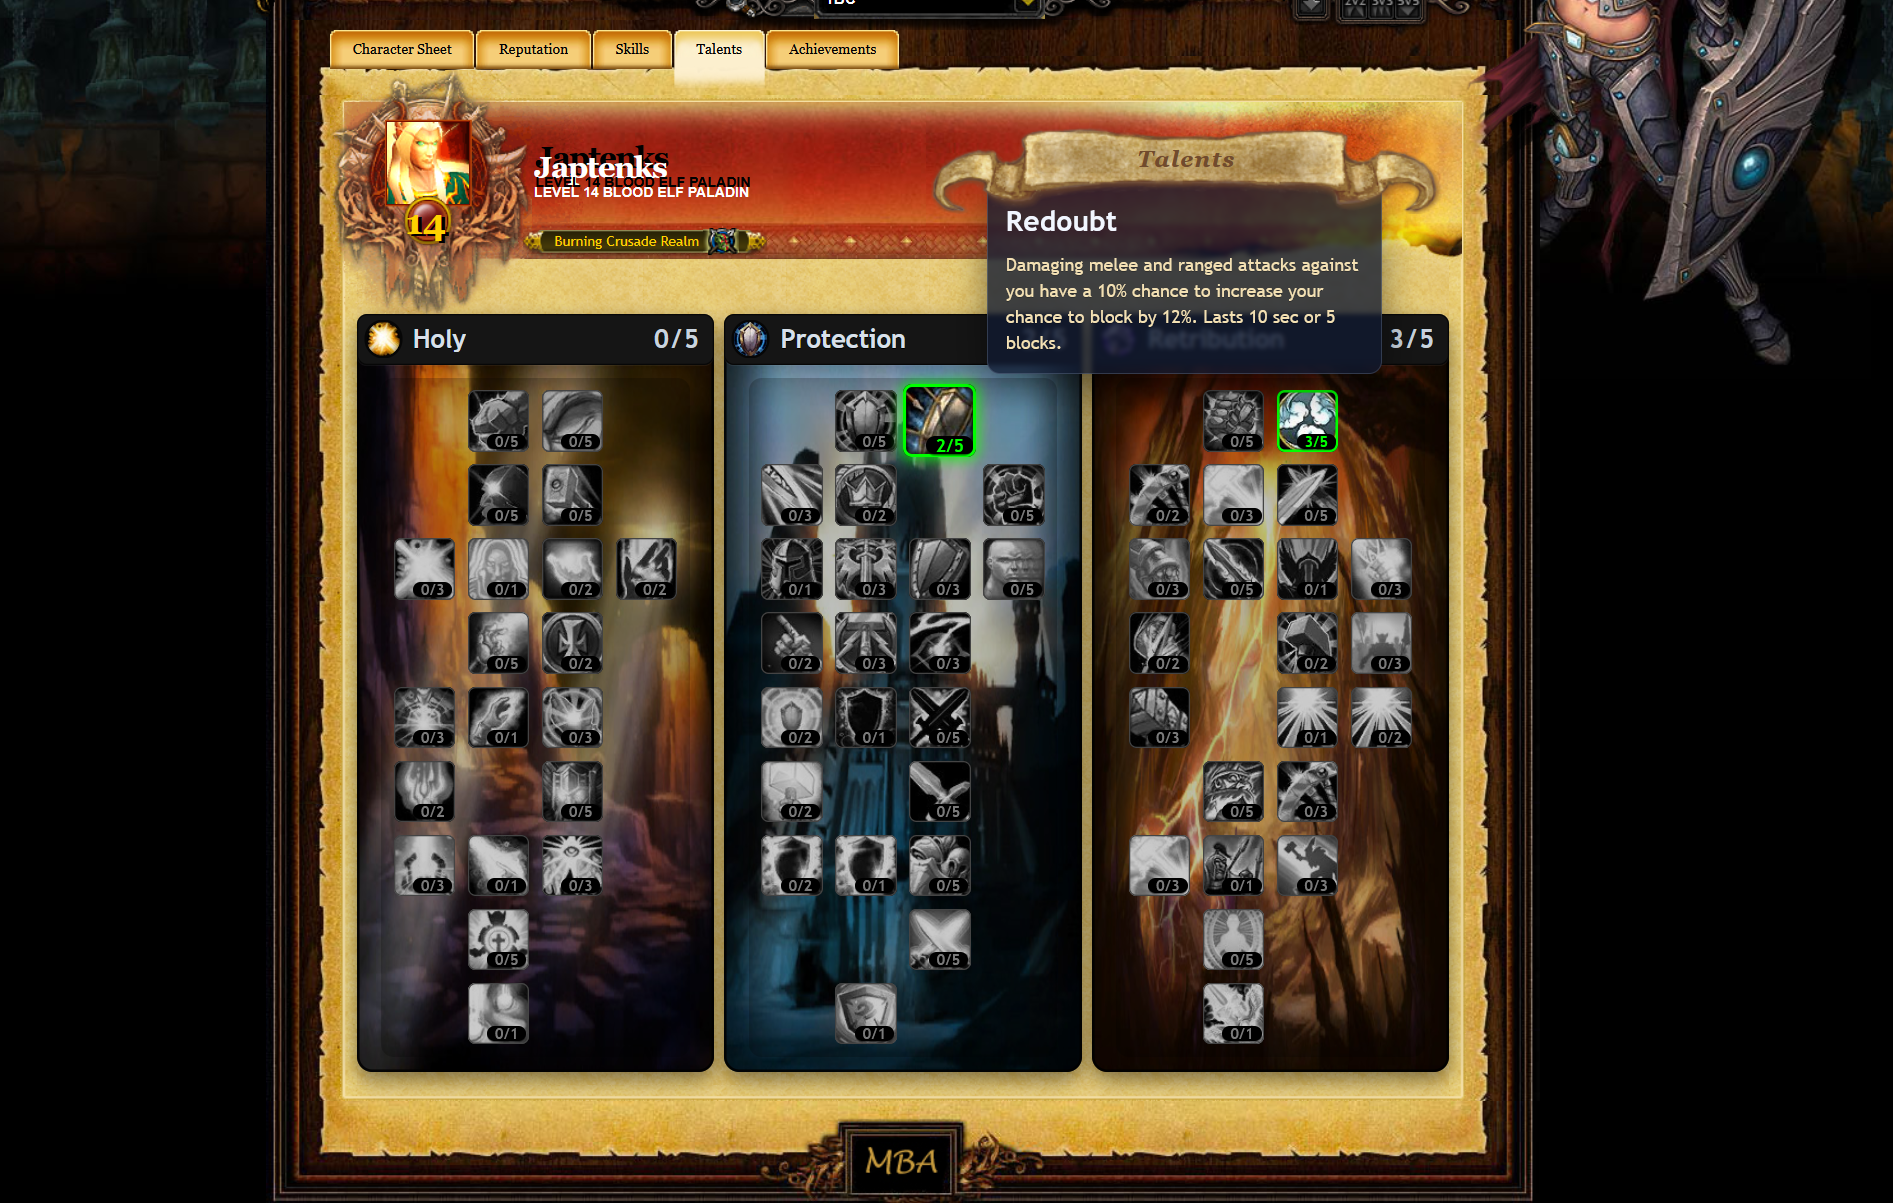 TBC
2v2 3v3 5v5
Character Sheet
Reputation
Skills
Talents
Achievements
Japtenks
LEVEL 14 BLOOD ELF PALADIN
14
Burning Crusade Realm
Talents
Redoubt
Damaging melee and ranged attacks against
you have a 10% chance to increase your
chance to block by 12%. Lasts 10 sec or 5
blocks.
Holy 0/5
0/5 0/5
0/5 0/5
0/3 0/1 0/2 0/2
0/5 0/2
0/3 0/1 0/3
0/2 0/5
0/3 0/1 0/3
0/5
0/1
Protection
0/5 2/5
0/3 0/2 0/5
0/1 0/3 0/3 0/5
0/2 0/3 0/3
0/2 0/1 0/5
0/2 0/5
0/2 0/1 0/5
0/5
0/1
Retribution 3/5
0/5 3/5
0/2 0/3 0/5
0/3 0/5 0/1 0/3
0/2 0/2 0/3
0/3 0/1 0/2
0/5 0/3
0/3 0/1 0/3
0/5
0/1
MBA